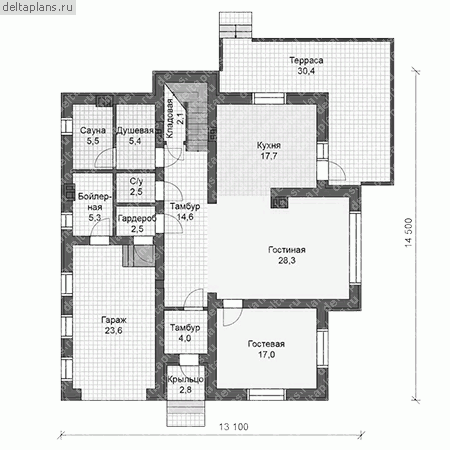 deltaplans.ru
Терраса
30,4
Кладовая
2,1
Сауна
5,5
Душевая
5,4
Кухня
17,7
С/у
2,5
Бойлер-
ная
5,3
Тамбур
14,6
Гардероб
2,5
Гостиная
28,3
14 500
Гараж
23,6
Тамбур
4,0
Гостевая
17,0
Крыльцо
2,8
13 100